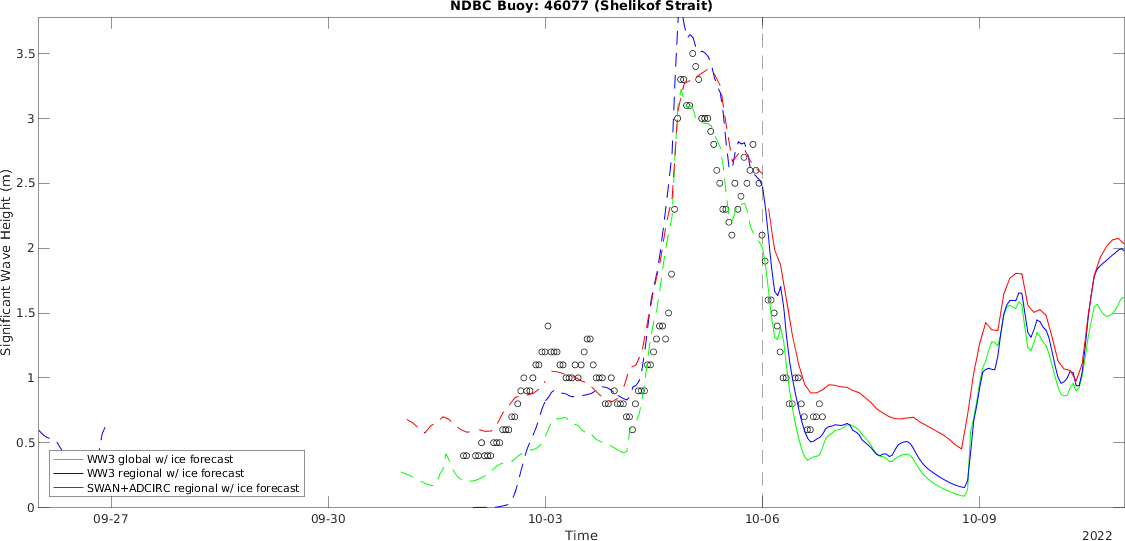 NDBC Buoy: 46077 (Shelikof Strait)
3.5
3
2.5
2
1.5
1
0.5
0
Significant Wave Height (m)
WW3 global w/ ice forecast
WW3 regional w/ ice forecast
SWAN+ADCIRC regional w/ ice forecast
09-27
09-30
10-03
10-06
10-09
Time
2022